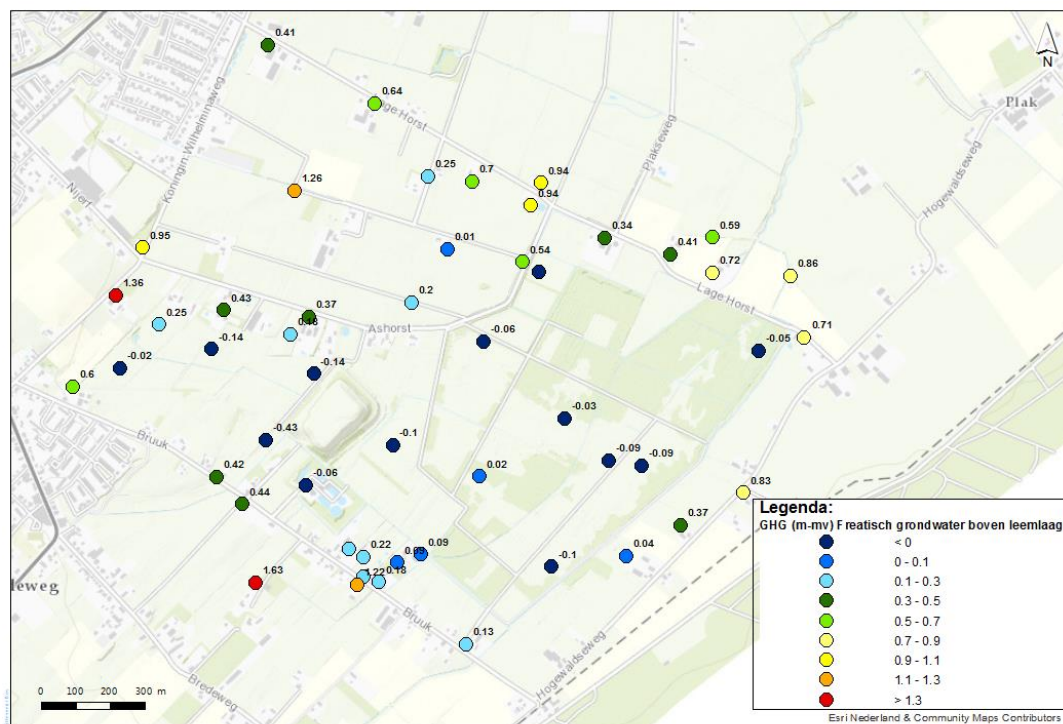 0.41
N
Plak
0.64
Lage Horst
Koningin Wilhelminaweg
Plakseweg
Hogewaldseweg
Nijerf
0.25
0.7
0.94
1.26
0.94
0.34
0.59
0.95
0.01
0.54
0.41
0.72
0.86
1.36
Lage Horst
0.43
0.37
0.2
0.25
Ashorst
0.71
-0.06
-0.05
-0.14
-0.02
-0.14
0.6
-0.03
Bruuk
-0.43
-0.1
-0.09
-0.09
0.42
-0.06
0.02
0.83
0.44
0.37
Legenda:
GHG (m-mv) Freatisch grondwater boven leemlaag
< 0
0 - 0.1
0.1 - 0.3
0.3 - 0.5
0.5 - 0.7
0.7 - 0.9
0.9 - 1.1
1.1 - 1.3
> 1.3
0.22
0.09
0.09
0.04
-0.1
1.63
1.22
0.18
deweg
Bruuk
0.13
Hogewaldseweg
Bredeweg
0 100 200 300 m
Esri Nederland & Community Maps Contributors